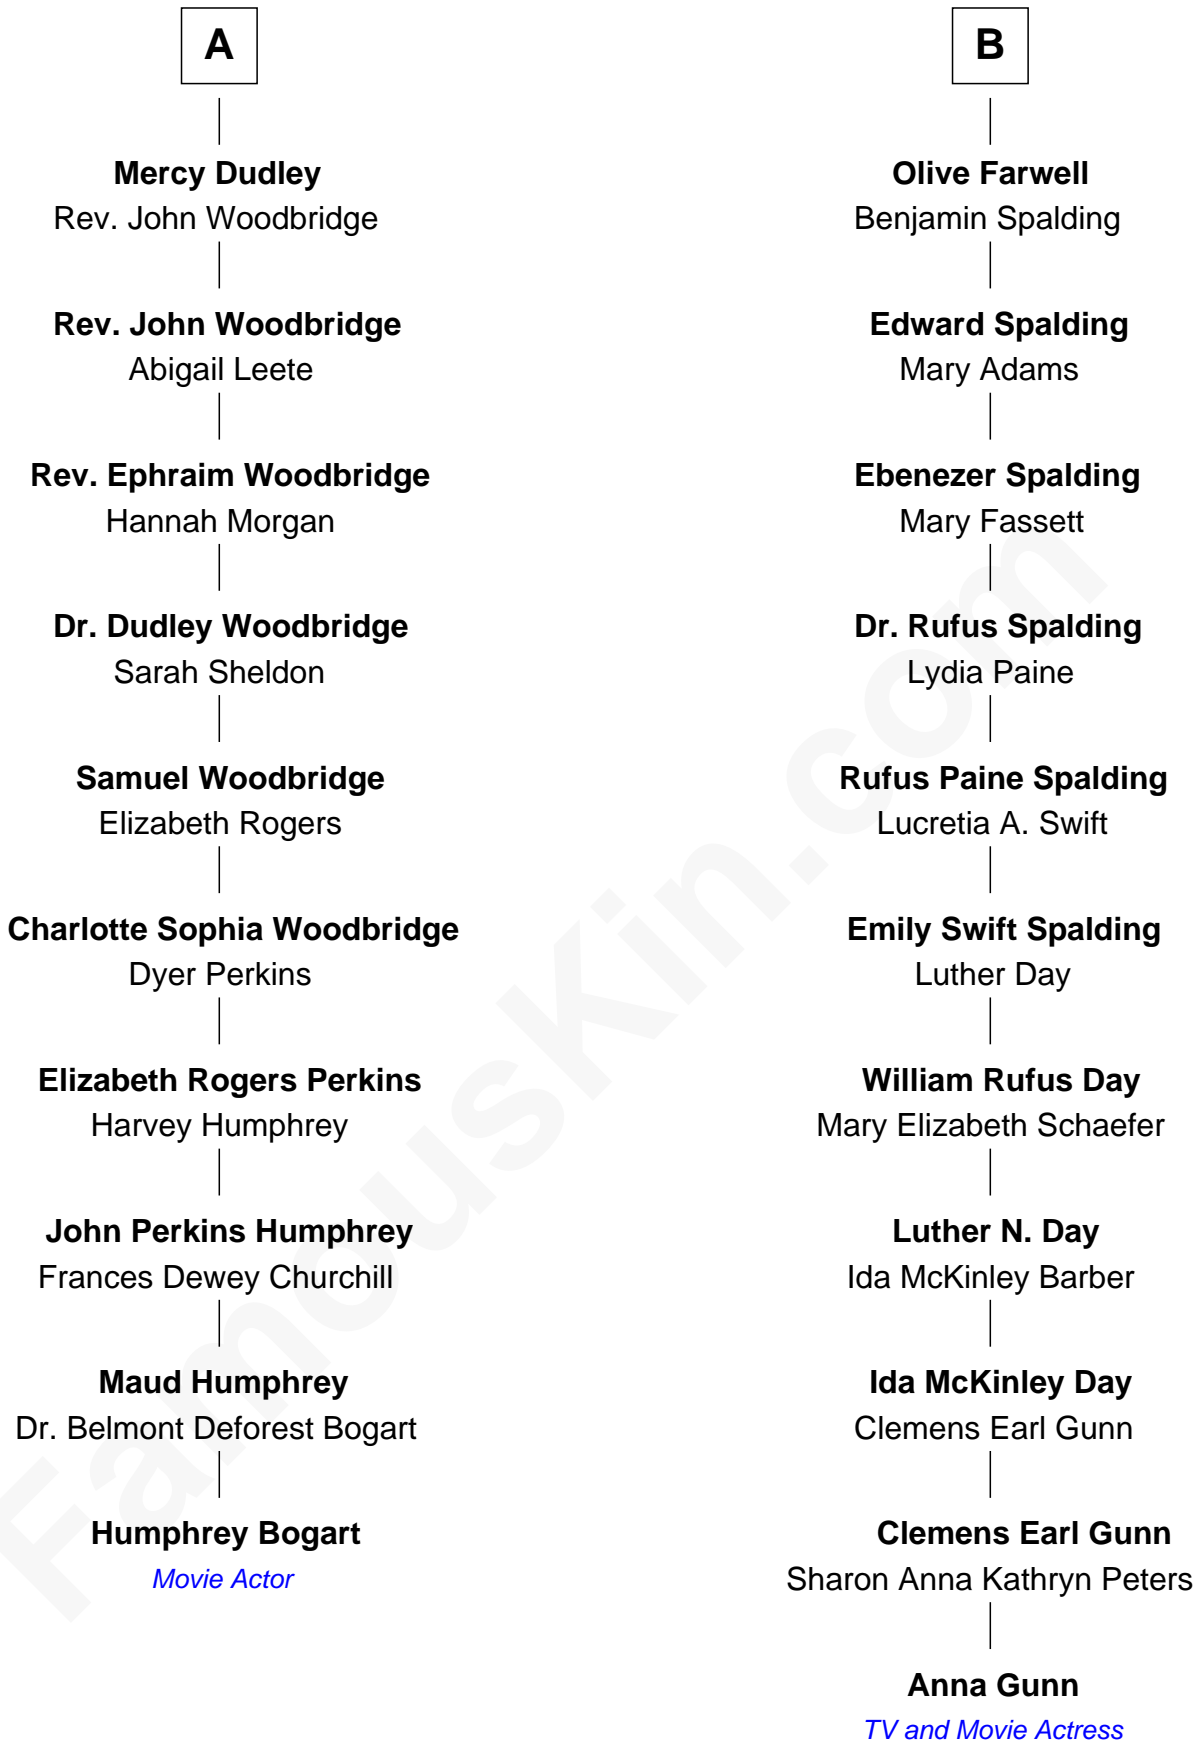 A
Mercy Dudley
Rev. John Woodbridge
Rev. John Woodbridge
Abigail Leete
Rev. Ephraim Woodbridge
Hannah Morgan
Dr. Dudley Woodbridge
Sarah Sheldon
Samuel Woodbridge
Elizabeth Rogers
Charlotte Sophia Woodbridge
Dyer Perkins
Elizabeth Rogers Perkins
Harvey Humphrey
John Perkins Humphrey
Frances Dewey Churchill
Maud Humphrey
Dr. Belmont Deforest Bogart
Humphrey Bogart
Movie Actor
B
Olive Farwell
Benjamin Spalding
Edward Spalding
Mary Adams
Ebenezer Spalding
Mary Fassett
Dr. Rufus Spalding
Lydia Paine
Rufus Paine Spalding
Lucretia A. Swift
Emily Swift Spalding
Luther Day
William Rufus Day
Mary Elizabeth Schaefer
Luther N. Day
Ida McKinley Barber
Ida McKinley Day
Clemens Earl Gunn
Clemens Earl Gunn
Sharon Anna Kathryn Peters
Anna Gunn
TV and Movie Actress
FamousKin.com